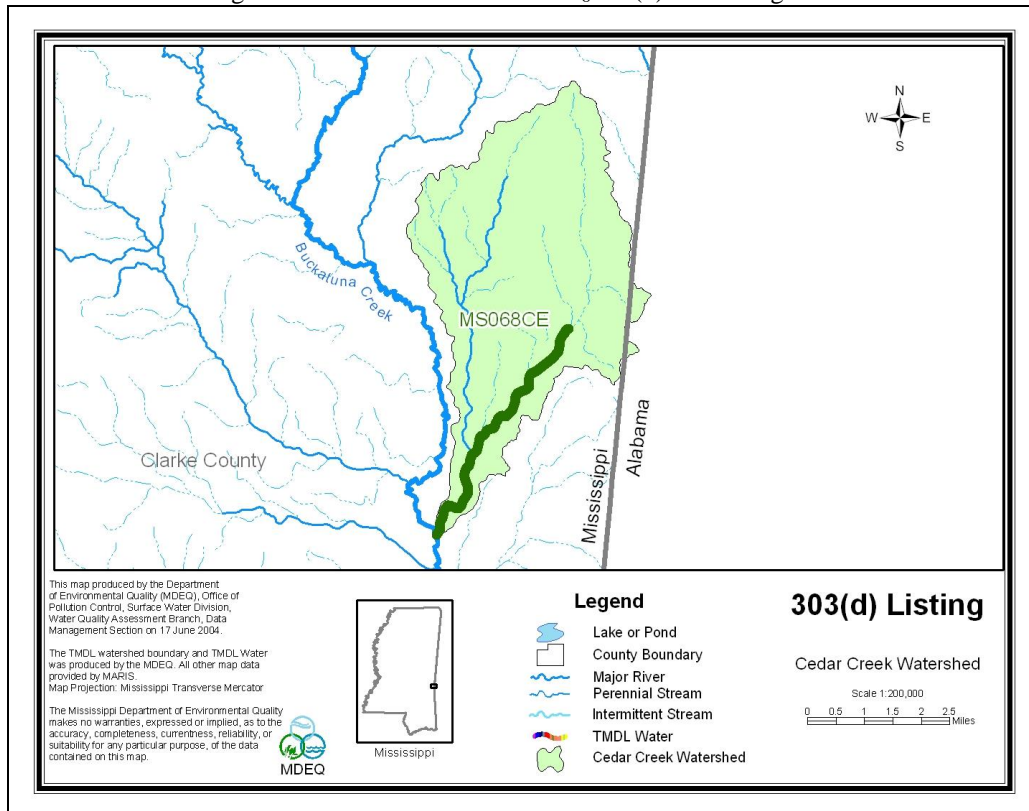 N
W E
S
Buckatuna Creek
MS068CE
Clarke County
Mississippi
Alabama
This map produced by the Department
of Environmental Quality (MDEQ), Office of
Pollution Control, Surface Water Division,
Water Quality Assessment Branch, Data
Management Section on 17 June 2004.
The TMDL watershed boundary and TMDL Water
was produced by the MDEQ. All other map data
provided by MARIS.
Map Projection: Mississippi Transverse Mercator
The Mississippi Department of Environmental Quality
makes no warranties, expressed or implied, as to the
accuracy, completeness, currentness, reliability, or
suitability for any particular purpose, of the data
contained on this map.
MDEQ
Mississippi
Legend
Lake or Pond
County Boundary
Major River
Perennial Stream
Intermittent Stream
TMDL Water
Cedar Creek Watershed
303(d) Listing
Cedar Creek Watershed
Scale 1:200,000
0 0.5 1 1.5 2 2.5
Miles